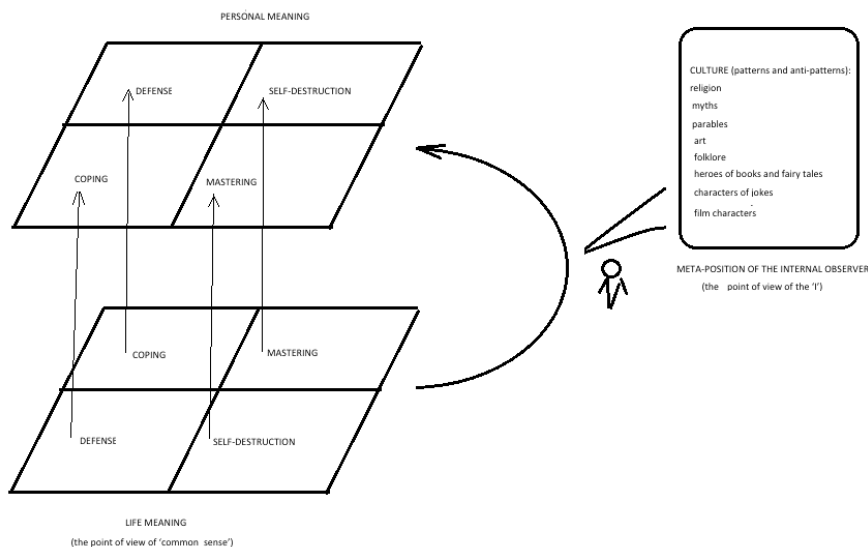 PERSONAL MEANING
DEFENSE
SELF-DESTRUCTION
COPING
MASTERING
COPING
MASTERING
DEFENSE
SELF-DESTRUCTION
LIFE MEANING
(the point of view of ‘common sense’)
CULTURE (patterns and anti-patterns):
religion
myths
parables
art
folklore
heroes of books and fairy tales
characters of jokes
film characters
META-POSITION OF THE INTERNAL OBSERVER
(the point of view of the ‘I’)